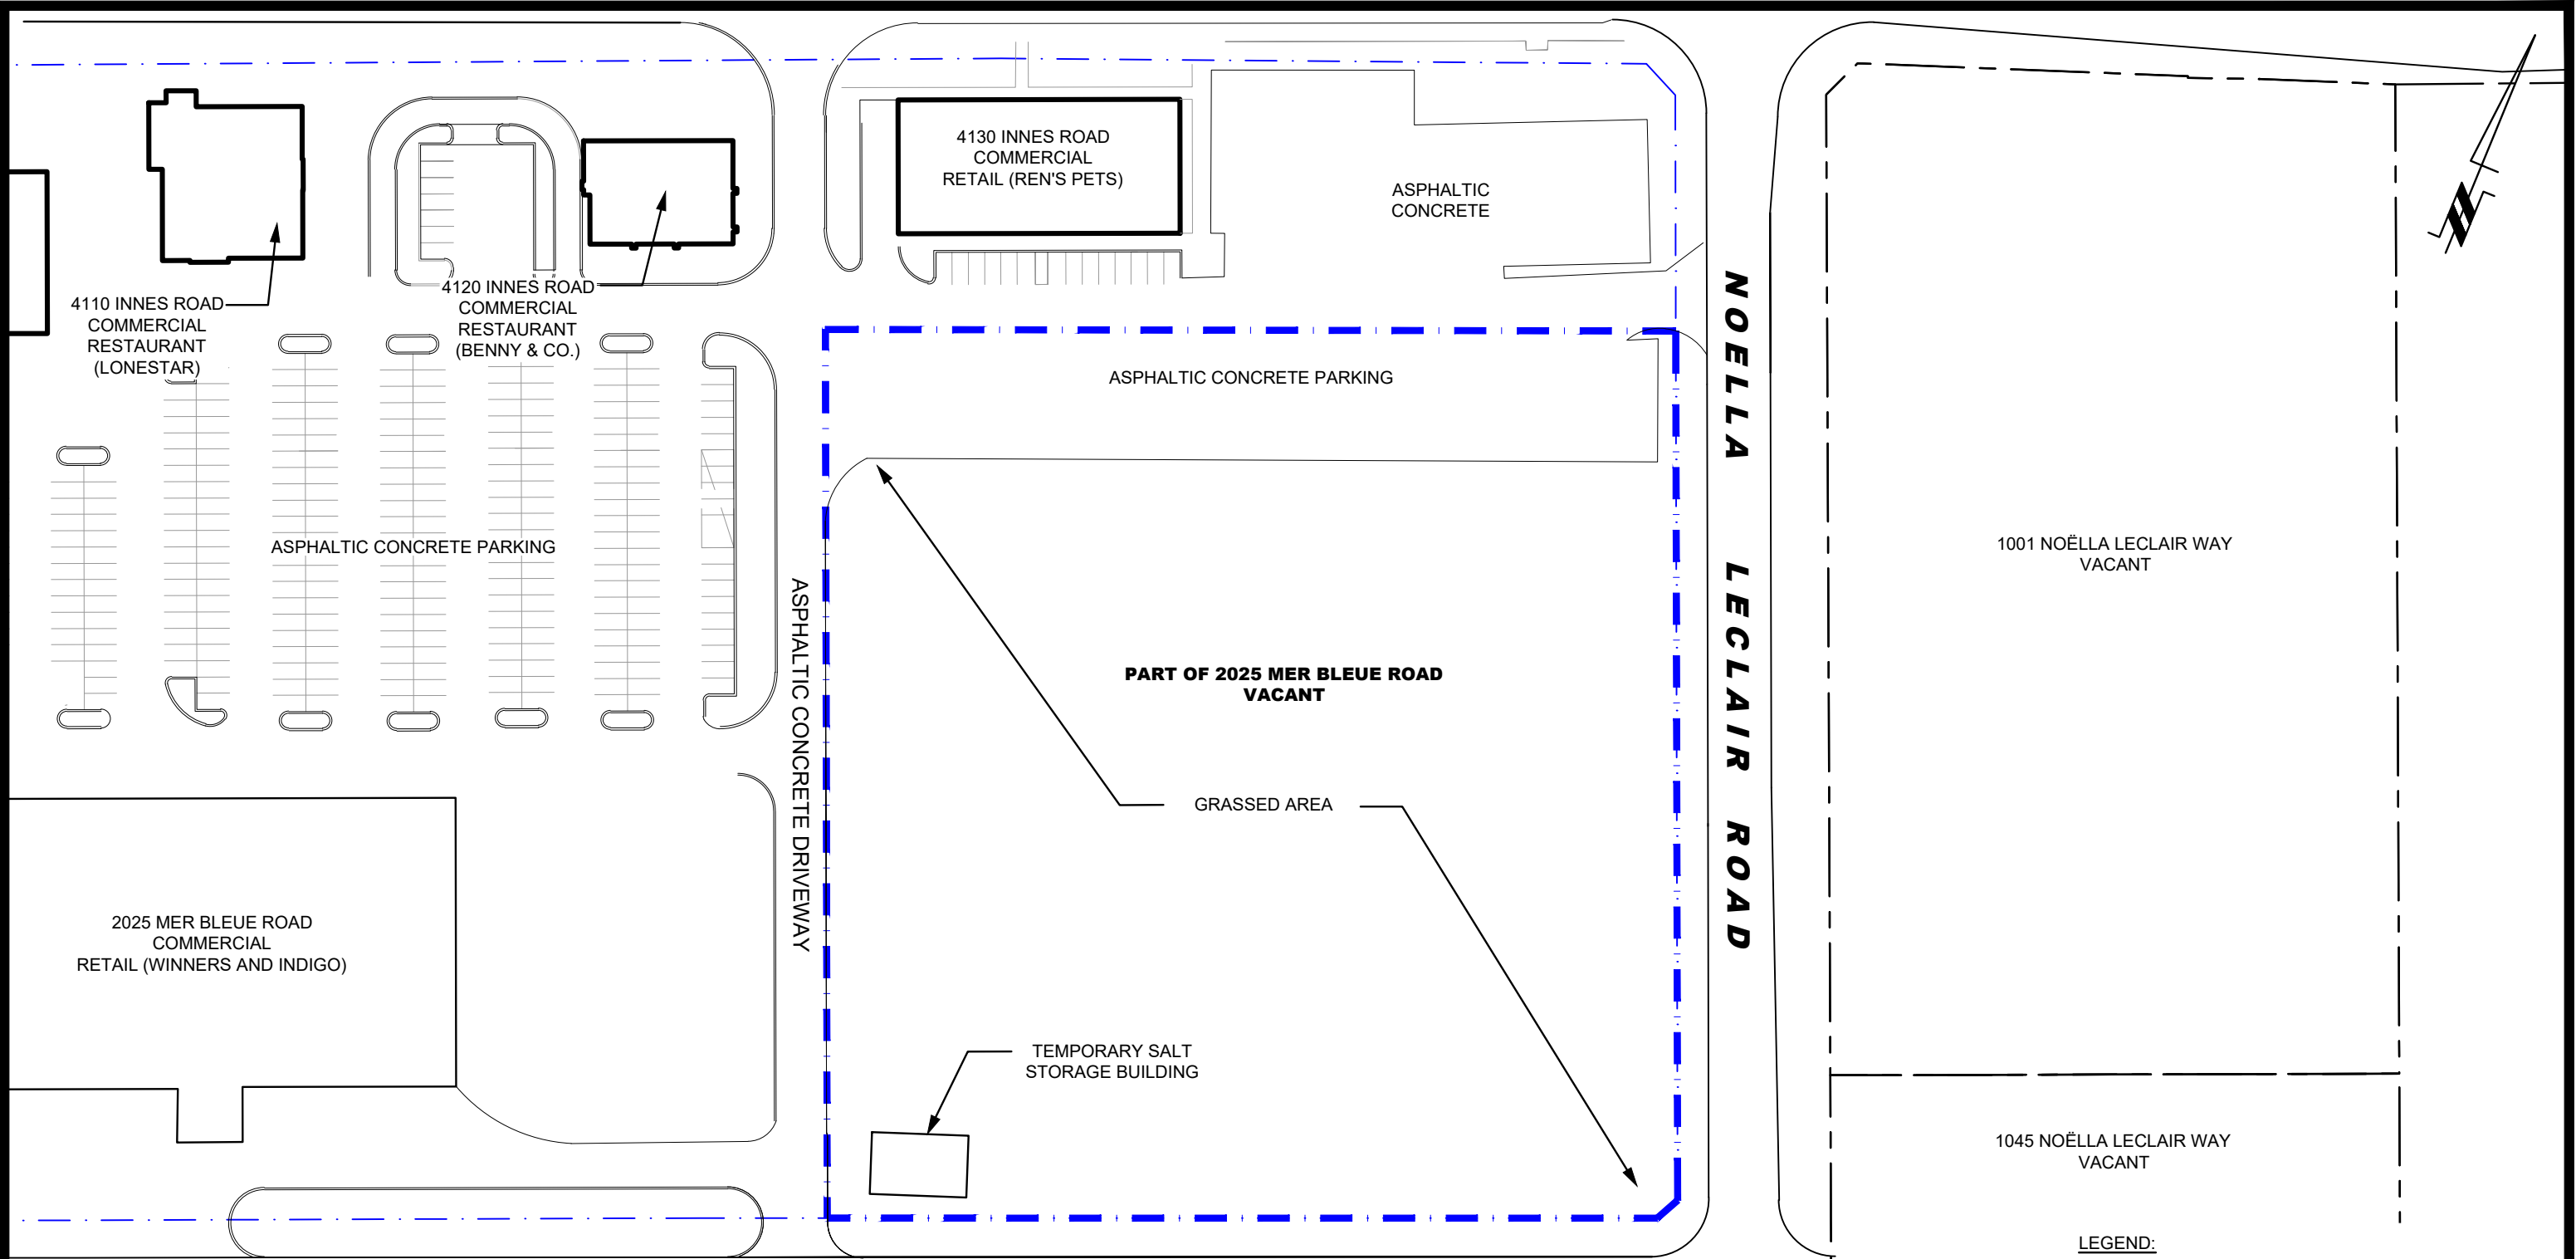 4130 INNES ROAD
COMMERCIAL
RETAIL (REN'S PETS)
ASPHALTIC
CONCRETE
4110 INNES ROAD
COMMERCIAL
RESTAURANT
(LONESTAR)
4120 INNES ROAD
COMMERCIAL
RESTAURANT
(BENNY & CO.)
ASPHALTIC CONCRETE PARKING
NOELLA LECLAIR ROAD
ASPHALTIC CONCRETE PARKING
1001 NOËLLA LECLAIR WAY
VACANT
ASPHALTIC CONCRETE DRIVEWAY
PART OF 2025 MER BLEUE ROAD
VACANT
GRASSED AREA
2025 MER BLEUE ROAD
COMMERCIAL
RETAIL (WINNERS AND INDIGO)
TEMPORARY SALT
STORAGE BUILDING
1045 NOËLLA LECLAIR WAY
VACANT
LEGEND: